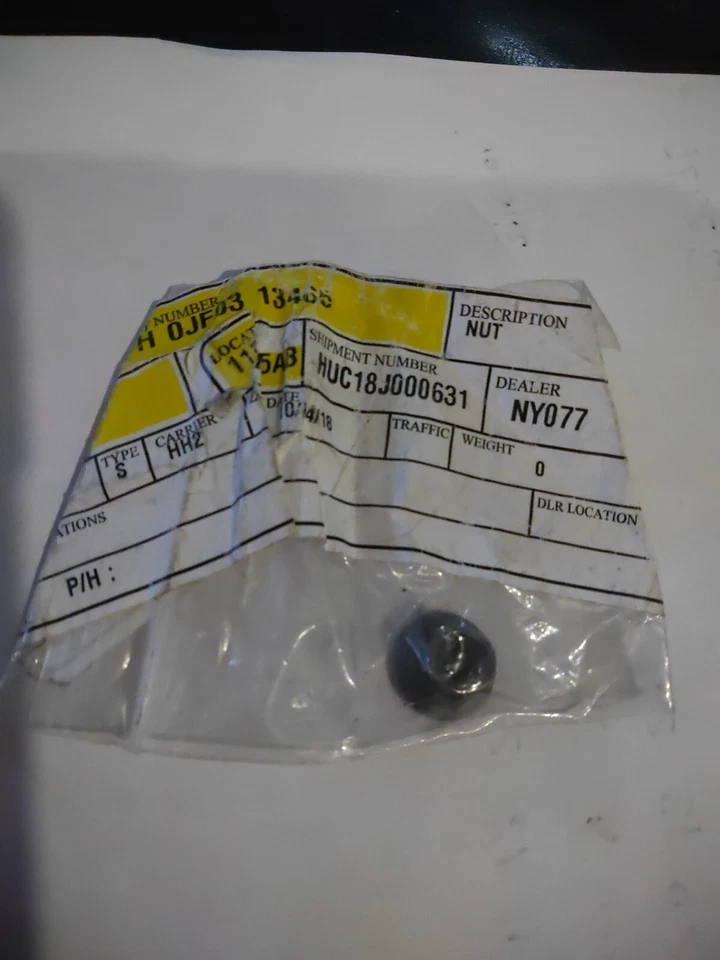 NUMBER
H 0JF03 13465
DESCRIPTION
NUT
SHIPMENT NUMBER
HUC18J000631
DEALER
NY077
TYPE
S
CARRIER
HH2
DATE
TRAFFIC
WEIGHT
0
DLR LOCATION
ATIONS
P/H :